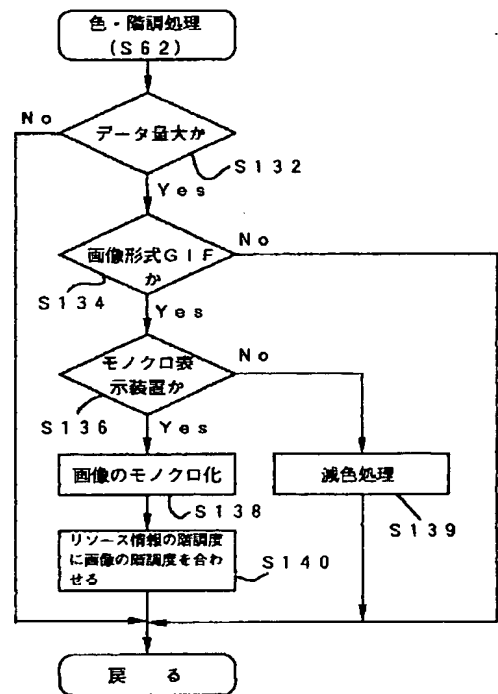 色・階調処理
(S62)
No
データ量大か
S132
Yes
画像形式GIF
か
No
S134
Yes
モノクロ表
示装置か
No
S136
Yes
画像のモノクロ化
減色処理
S138
S139
リソース情報の階調度
に画像の階調度を合わ
せる
S140
戻 る